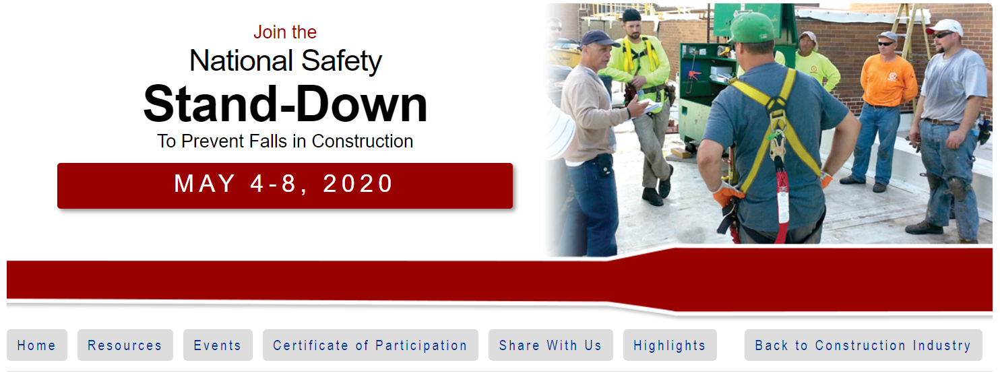 Join the
National Safety
Stand-Down
To Prevent Falls in Construction
MAY 4-8, 2020
Home
Resources
Events
Certificate of Participation
Share With Us
Highlights
Back to Construction Industry